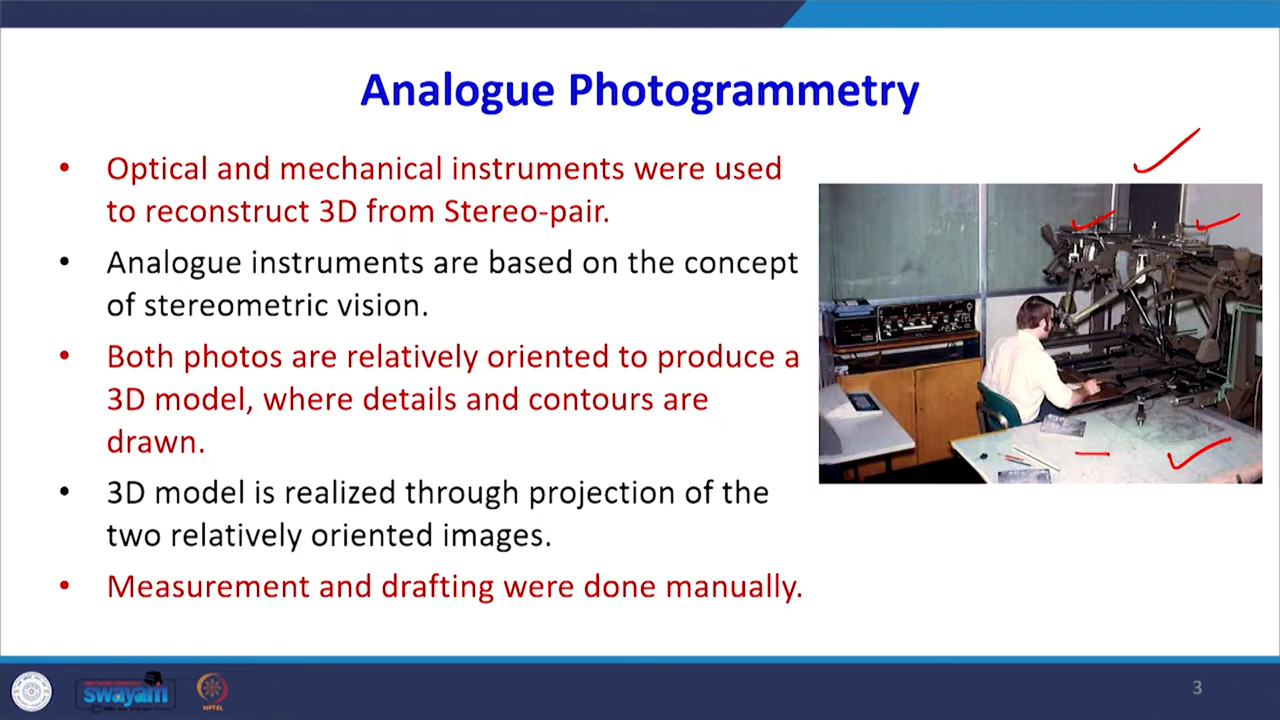 Analogue Photogrammetry
• Optical and mechanical instruments were used
to reconstruct 3D from Stereo-pair.
• Analogue instruments are based on the concept
of stereometric vision.
• Both photos are relatively oriented to produce a
3D model, where details and contours are
drawn.
• 3D model is realized through projection of the
two relatively oriented images.
• Measurement and drafting were done manually.
swayam
NPTEL
3